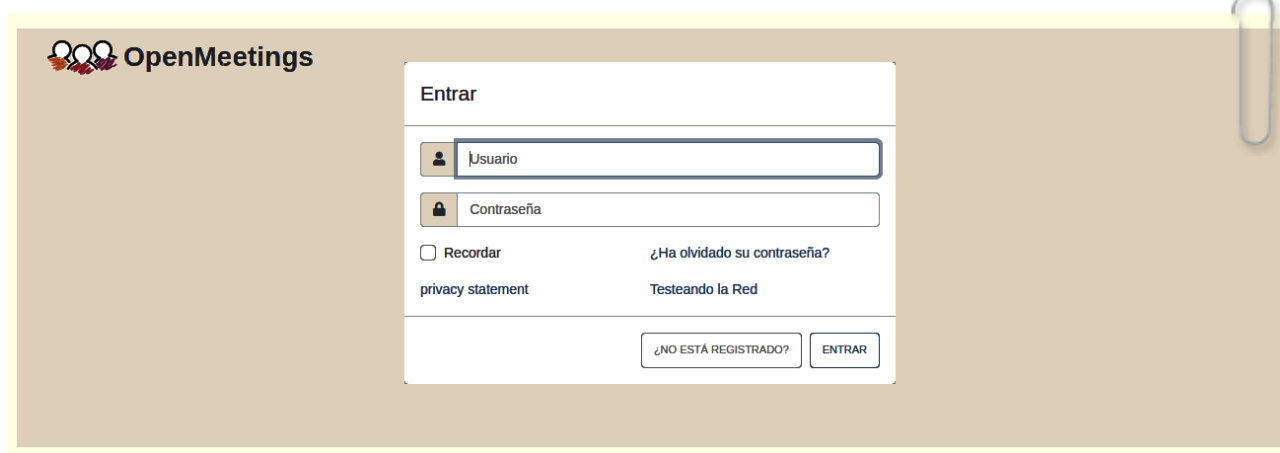 OpenMeetings
Entrar
Usuario
Contraseña
Recordar ¿Ha olvidado su contraseña?
privacy statement Testeando la Red
¿NO ESTÁ REGISTRADO? ENTRAR